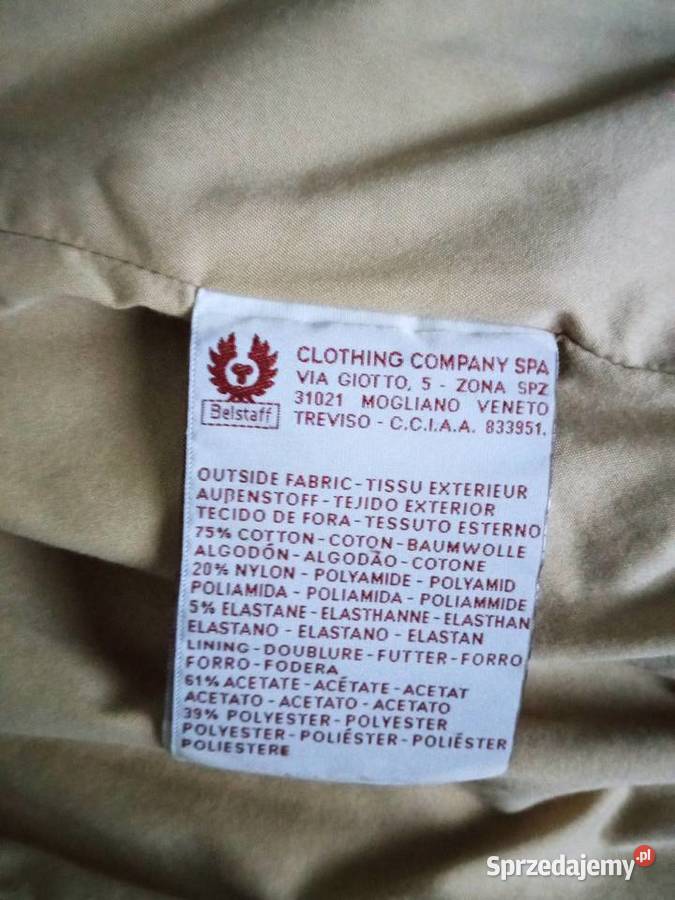 Belstaff
CLOTHING COMPANY SPA
VIA GIOTTO, 5 - ZONA SPZ
31021 MOGLIANO VENETO
TREVISO - C.C.I.A.A. 833951.
OUTSIDE FABRIC - TISSU EXTERIEUR
AUßENSTOFF - TEJIDO EXTERIOR
TECIDO DE FORA - TESSUTO ESTERNO
75% COTTON - COTON - BAUMWOLLE
ALGODÓN - ALGODÃO - COTONE
20% NYLON - POLYAMIDE - POLYAMID
POLIAMIDA - POLIAMIDA - POLIAMMIDE
5% ELASTANE - ELASTHANNE - ELASTHAN
ELASTANO - ELASTANO - ELASTAN
LINING - DOUBLURE - FUTTER - FORRO
FORRO - FODERA
61% ACETATE - ACÉTATE - ACETAT
ACETATO - ACETATO - ACETATO
39% POLYESTER - POLYESTER
POLYESTER - POLIÉSTER - POLIÉSTER
POLIESTERE
Sprzedajemy.pl